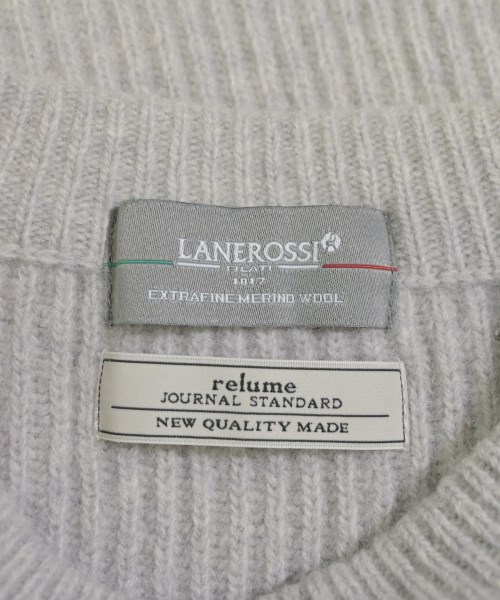 LANEROSSI
FILATI
1817
EXTRAFINE MERINO WOOL
relume
JOURNAL STANDARD
NEW QUALITY MADE